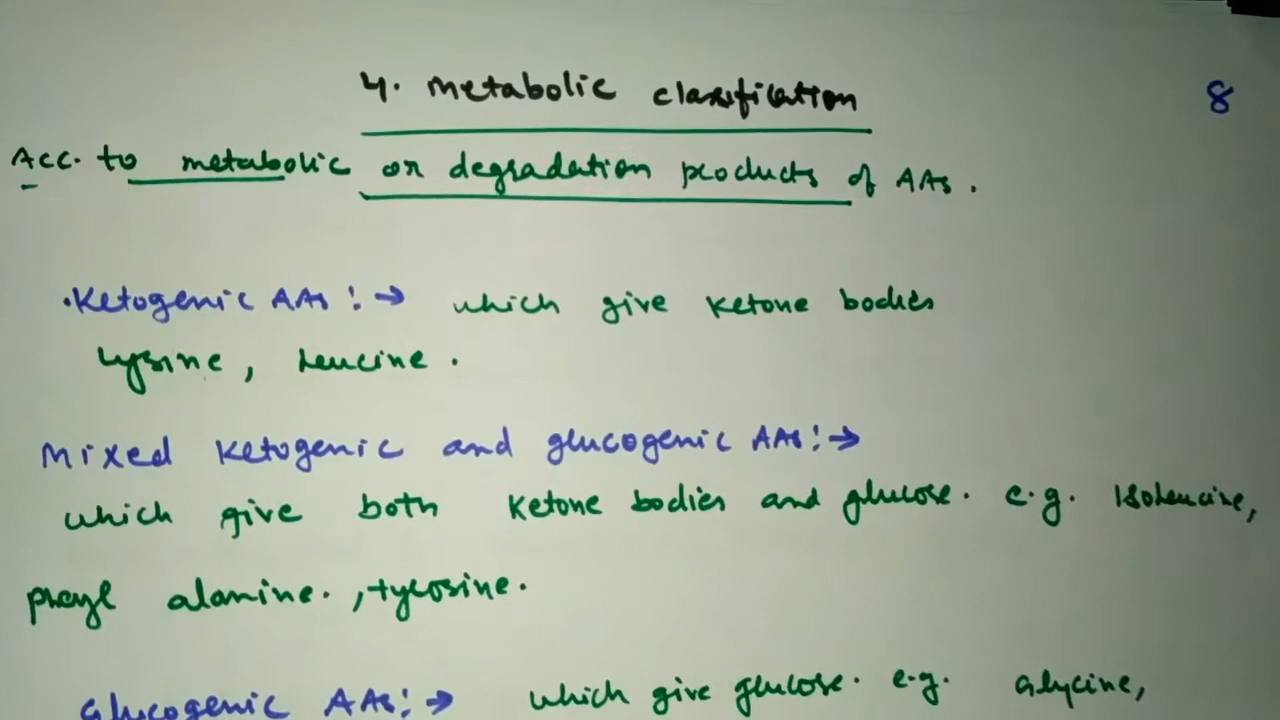 4. Metabolic classification
8
Acc. to metabolic or degradation products of AAs.
.Ketogenic AAs :→ which give ketone bodies
Lysine, Leucine.
Mixed ketogenic and glucogenic AAs:→
which give both ketone bodies and glucose. e.g. Isoleucine,
phenyl alanine., tyrosine.
Glucogenic AAs:→ which give glucose. e.g. Glycine,